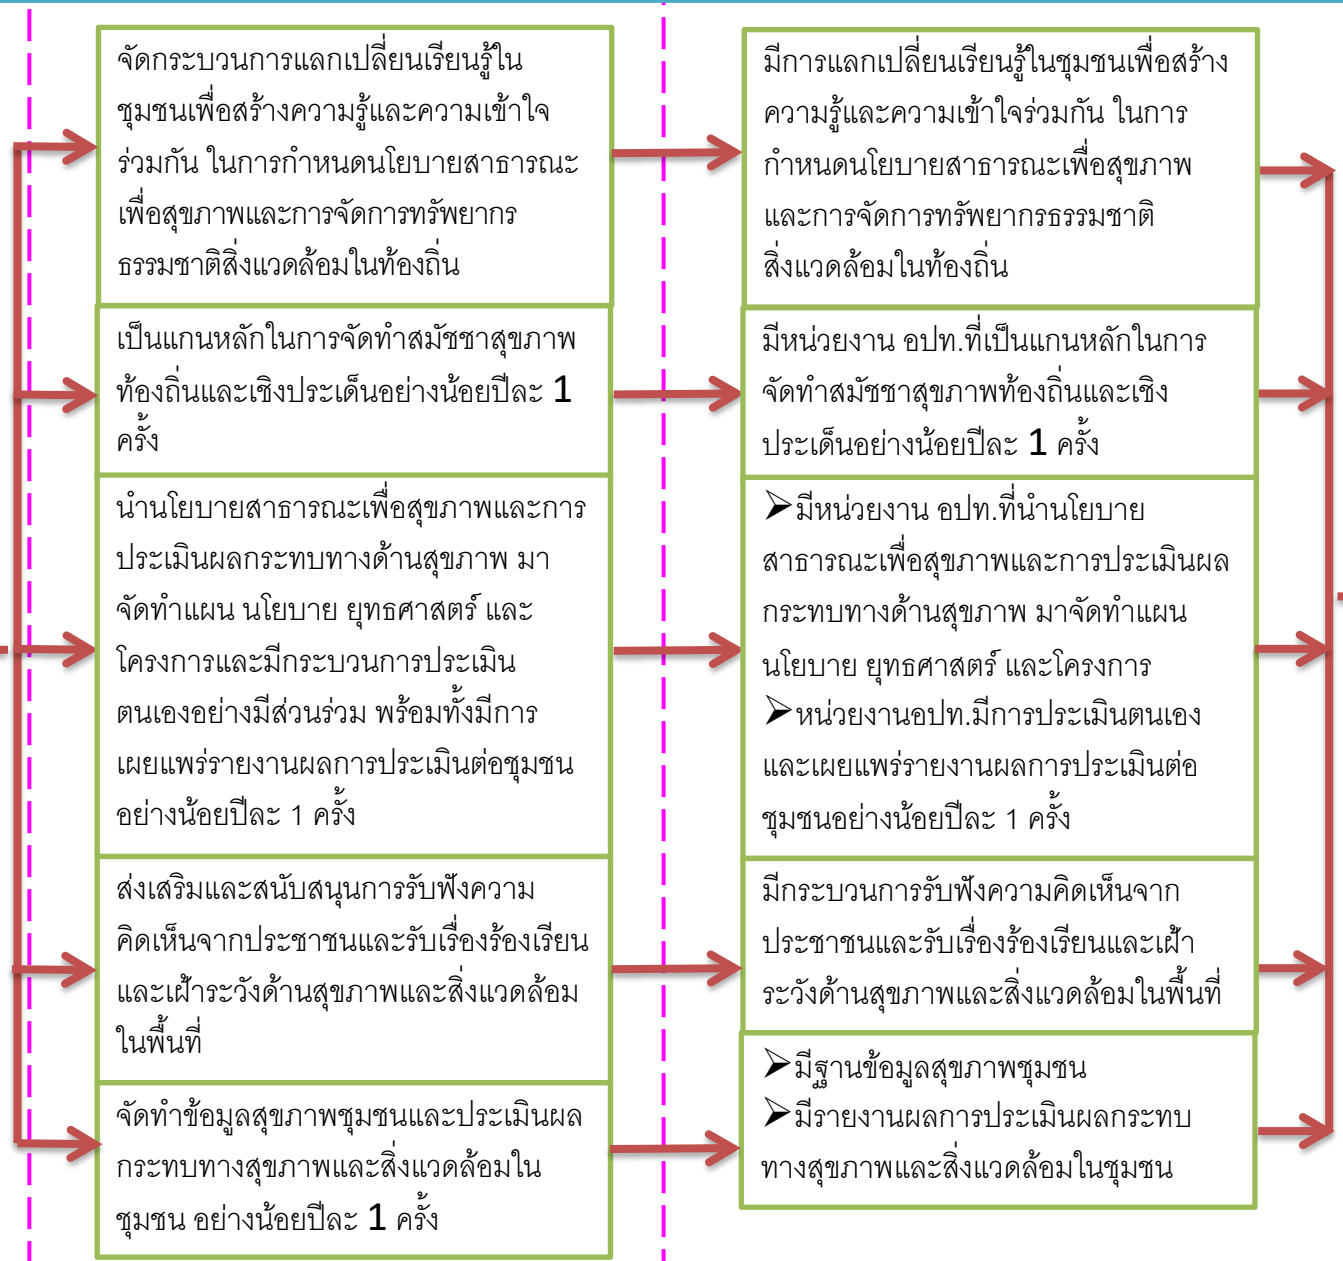 จัดกระบวนการแลกเปลี่ยนเรียนรู้ใน
ชุมชนเพื่อสร้างความรู้และความเข้าใจ
ร่วมกัน ในการกำหนดนโยบายสาธารณะ
เพื่อสุขภาพและการจัดการทรัพยากร
ธรรมชาติสิ่งแวดล้อมในท้องถิ่น
มีการแลกเปลี่ยนเรียนรู้ในชุมชนเพื่อสร้าง
ความรู้และความเข้าใจร่วมกัน ในการ
กำหนดนโยบายสาธารณะเพื่อสุขภาพ
และการจัดการทรัพยากรธรรมชาติ
สิ่งแวดล้อมในท้องถิ่น
เป็นแกนหลักในการจัดทำสมัชชาสุขภาพ
ท้องถิ่นและเชิงประเด็นอย่างน้อยปีละ 1
ครั้ง
มีหน่วยงาน อปท.ที่เป็นแกนหลักในการ
จัดทำสมัชชาสุขภาพท้องถิ่นและเชิง
ประเด็นอย่างน้อยปีละ 1 ครั้ง
นำนโยบายสาธารณะเพื่อสุขภาพและการ
ประเมินผลกระทบทางด้านสุขภาพ มา
จัดทำแผน นโยบาย ยุทธศาสตร์ และ
โครงการและมีกระบวนการประเมิน
ตนเองอย่างมีส่วนร่วม พร้อมทั้งมีการ
เผยแพร่รายงานผลการประเมินต่อชุมชน
อย่างน้อยปีละ 1 ครั้ง
➢มีหน่วยงาน อปท.ที่นำนโยบาย
สาธารณะเพื่อสุขภาพและการประเมินผล
กระทบทางด้านสุขภาพ มาจัดทำแผน
นโยบาย ยุทธศาสตร์ และโครงการ
➢หน่วยงานอปท.มีการประเมินตนเอง
และเผยแพร่รายงานผลการประเมินต่อ
ชุมชนอย่างน้อยปีละ 1 ครั้ง
ส่งเสริมและสนับสนุนการรับฟังความ
คิดเห็นจากประชาชนและรับเรื่องร้องเรียน
และเฝ้าระวังด้านสุขภาพและสิ่งแวดล้อม
ในพื้นที่
มีกระบวนการรับฟังความคิดเห็นจาก
ประชาชนและรับเรื่องร้องเรียนและเฝ้า
ระวังด้านสุขภาพและสิ่งแวดล้อมในพื้นที่
จัดทำข้อมูลสุขภาพชุมชนและประเมินผล
กระทบทางสุขภาพและสิ่งแวดล้อมใน
ชุมชน อย่างน้อยปีละ 1 ครั้ง
➢มีฐานข้อมูลสุขภาพชุมชน
➢มีรายงานผลการประเมินผลกระทบ
ทางสุขภาพและสิ่งแวดล้อมในชุมชน